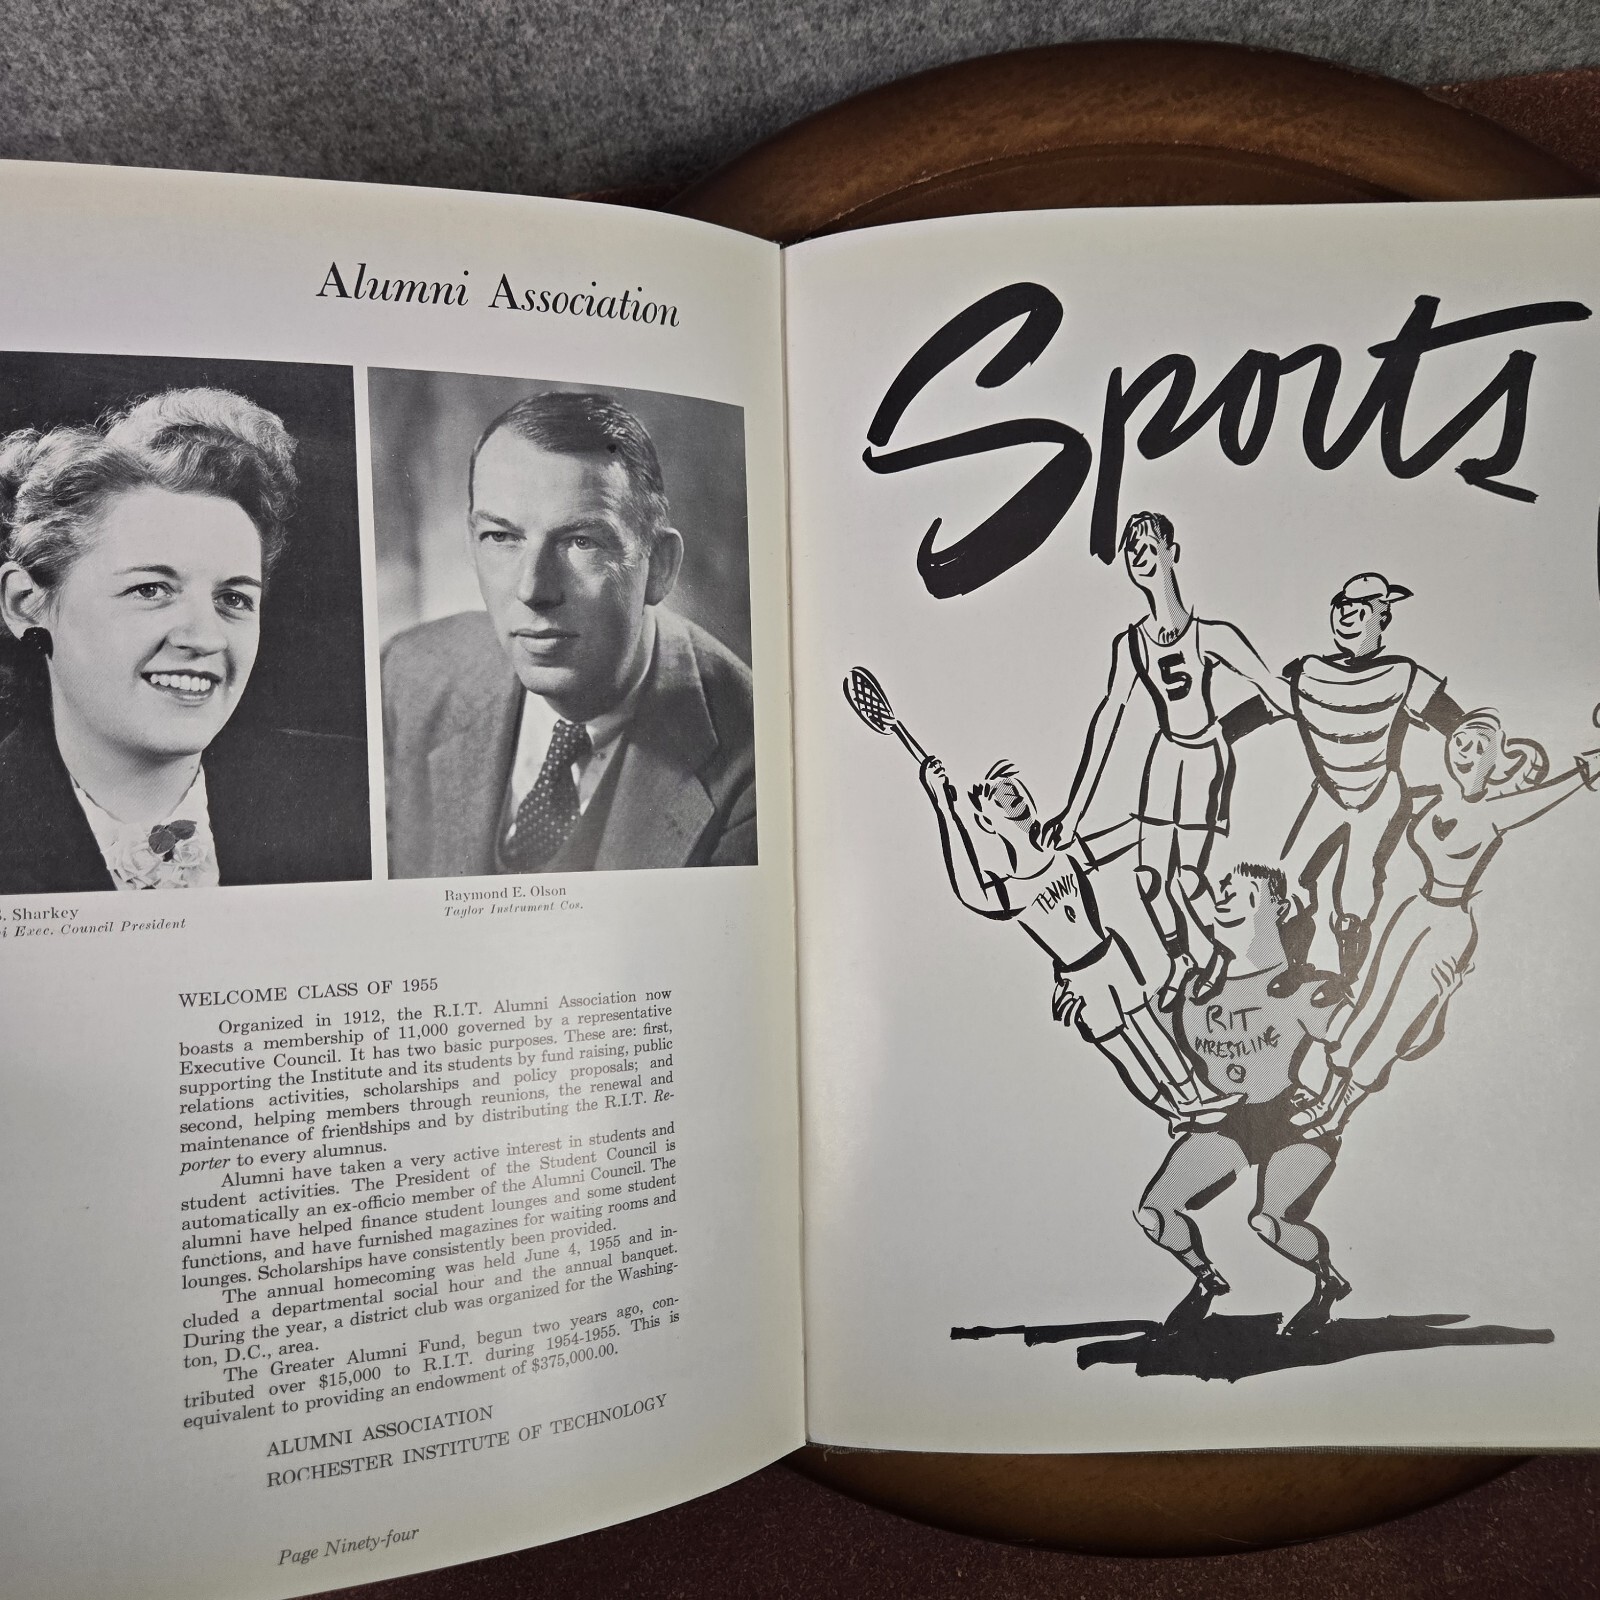 Alumni Association
Sharkey
Exec. Council President
Raymond E. Olson
Taylor Instrument Cos.
WELCOME CLASS OF 1955
Organized in 1912, the R.I.T. Alumni Association now
boasts a membership of 11,000 governed by a representative
Executive Council. It has two basic purposes. These are: first,
supporting the Institute and its students by fund raising, public
relations activities, scholarships and policy proposals; and
second, helping members through reunions, the renewal and
maintenance of friendships and by distributing the R.I.T. Re-
porter to every alumnus.
Alumni have taken a very active interest in students and
student activities. The President of the Student Council is
automatically an ex-officio member of the Alumni Council. The
alumni have helped finance student lounges and some student
functions, and have furnished magazines for waiting rooms and
lounges. Scholarships have consistently been provided.
The annual homecoming was held June 4, 1955 and in-
cluded a departmental social hour and the annual banquet.
During the year, a district club was organized for the Washing-
ton, D.C., area.
The Greater Alumni Fund, begun two years ago, con-
tributed over $15,000 to R.I.T. during 1954-1955. This is
equivalent to providing an endowment of $375,000.00.
ALUMNI ASSOCIATION
ROCHESTER INSTITUTE OF TECHNOLOGY
Page Ninety-four
Sports
5
TENNIS
RIT
WRESTLING